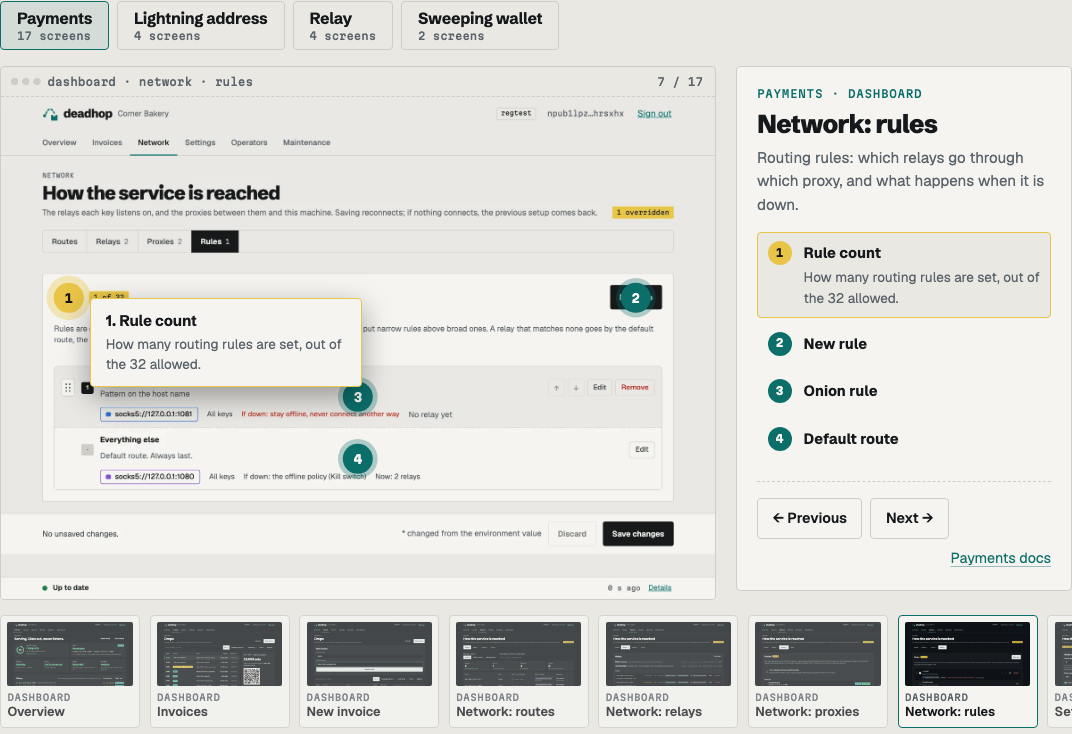 Payments
17 screens
Lightning address
4 screens
Relay
4 screens
Sweeping wallet
2 screens
dashboard · network · rules
7 / 17
deadhop Corner Bakery
regtest
npub1lpz…hrsxhx
Sign out
Overview
Invoices
Network
Settings
Operators
Maintenance
NETWORK
How the service is reached
The relays each key listens on, and the proxies between them and this machine. Saving reconnects; if nothing connects, the previous setup comes back.
1 overridden
Routes
Relays 2
Proxies 2
Rules 1
1
1 of 32
2
1. Rule count
How many routing rules are set, out of
the 32 allowed.
Rules are
put narrow rules above broad ones. A relay that matches none goes by the default
route, the
Pattern on the host name
↑
↓
Edit
Remove
3
socks5://127.0.0.1:1081
All keys
If down: stay offline, never connect another way
No relay yet
Everything else
Default route. Always last.
Edit
4
socks5://127.0.0.1:1080
All keys
If down: the offline policy (Kill switch)
Now: 2 relays
No unsaved changes.
* changed from the environment value
Discard
Save changes
Up to date
0 s ago
Details
PAYMENTS · DASHBOARD
Network: rules
Routing rules: which relays go through
which proxy, and what happens when it is
down.
1
Rule count
How many routing rules are set, out of
the 32 allowed.
2
New rule
3
Onion rule
4
Default route
← Previous
Next →
Payments docs
DASHBOARD
Overview
DASHBOARD
Invoices
DASHBOARD
New invoice
DASHBOARD
Network: routes
DASHBOARD
Network: relays
DASHBOARD
Network: proxies
DASHBOARD
Network: rules